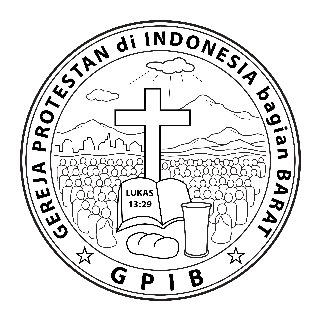 GEREJA PROTESTAN di INDONESIA bagian BARAT
LUKAS
13:29
GPIB